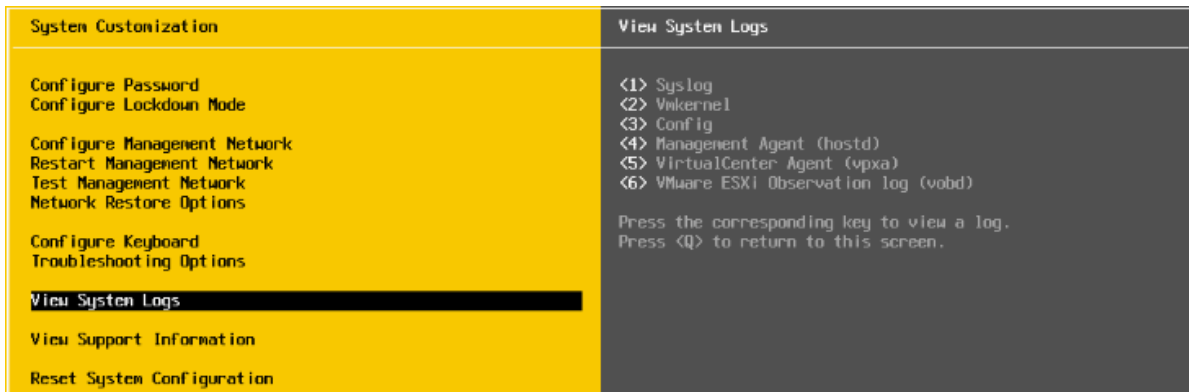 System Customization
Configure Password
Configure Lockdown Mode
Configure Management Network
Restart Management Network
Test Management Network
Network Restore Options
Configure Keyboard
Troubleshooting Options
View System Logs
View Support Information
Reset System Configuration
View System Logs
<1> Syslog
<2> Vmkernel
<3> Config
<4> Management Agent (hostd)
<5> VirtualCenter Agent (vpxa)
<6> VMware ESXi Observation log (vobd)
Press the corresponding key to view a log.
Press <Q> to return to this screen.